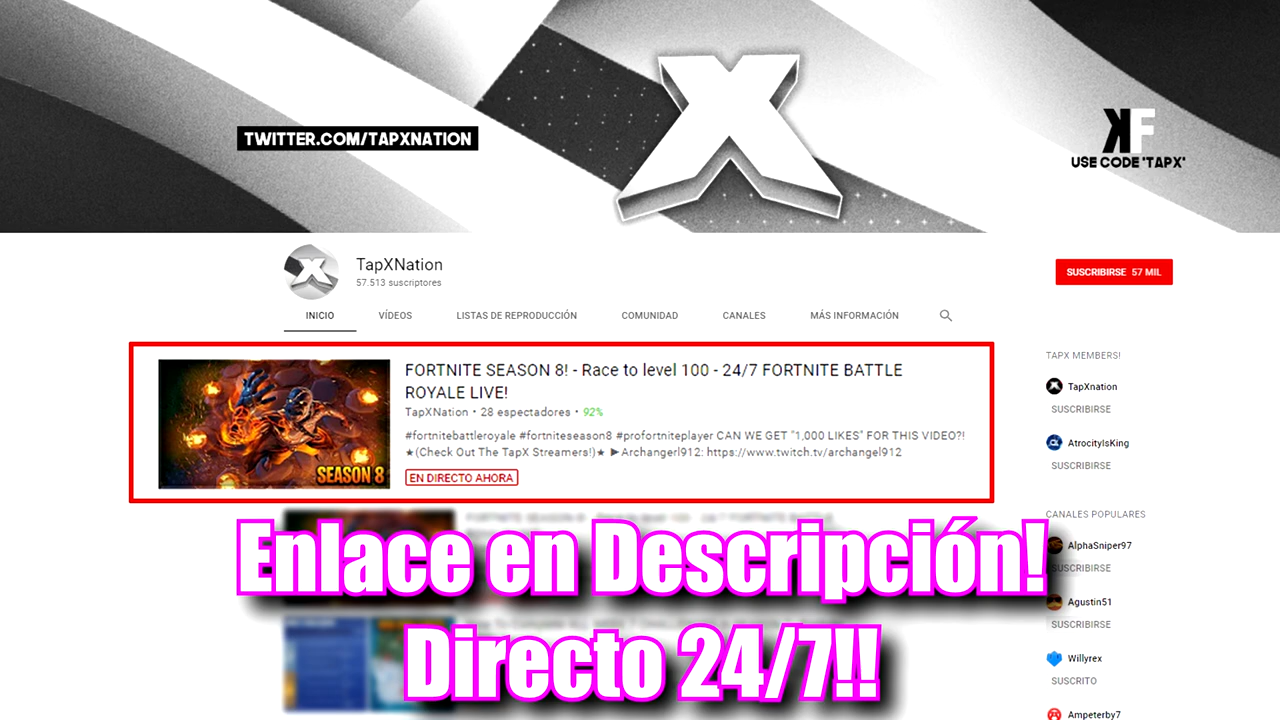 TWITTER.COM/TAPXNATION
X
KF
USE CODE "TAPX"
TapXNation
57.513 suscriptores
SUSCRIBIRSE 57 MIL
INICIO VÍDEOS LISTAS DE REPRODUCCIÓN COMUNIDAD CANALES MÁS INFORMACIÓN
FORTNITE SEASON 8! - Race to level 100 - 24/7 FORTNITE BATTLE
ROYALE LIVE!
TapXNation • 28 espectadores • 92%
#fortnitebattleroyale #fortniteseason8 #profortniteplayer CAN WE GET "1,000 LIKES" FOR THIS VIDEO?!
★(Check Out The TapX Streamers!)★ ►Archangerl912: https://www.twitch.tv/archangel912
EN DIRECTO AHORA
SEASON 8
Enlace en Descripción!
Directo 24/7!!
TAPX MEMBERS!
TapXnation
SUSCRIBIRSE
AtrocityIsKing
SUSCRIBIRSE
CANALES POPULARES
AlphaSniper97
SUSCRIBIRSE
Agustin51
SUSCRIBIRSE
Willyrex
SUSCRITO
Ampeterby7